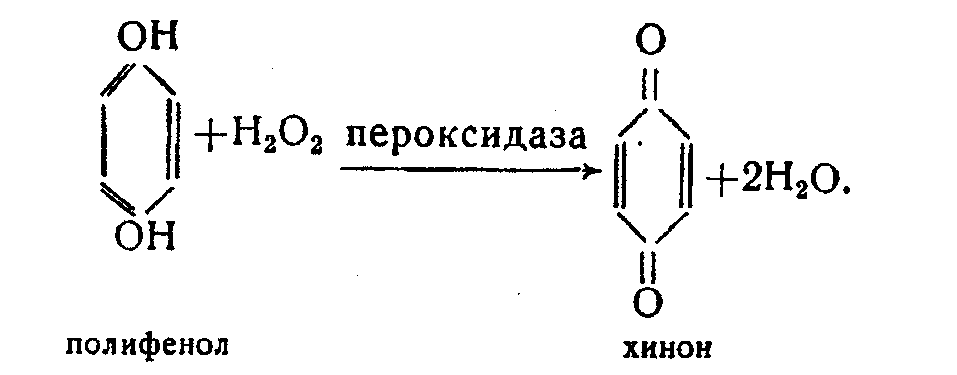 OH O
+H₂O₂ пероксидаза +2H₂O.
OH O
полифенол хинон